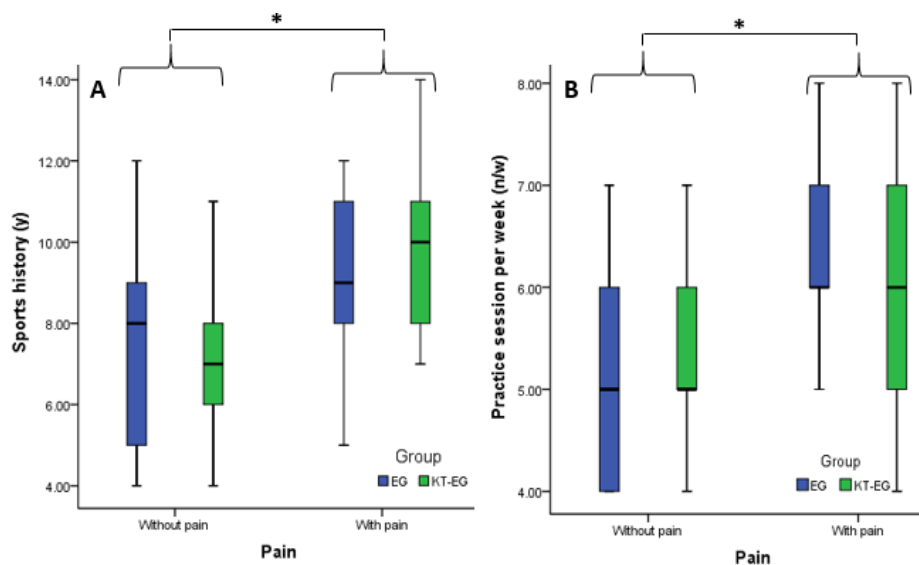 *
A
Sports history (y)
14.00
12.00
10.00
8.00
6.00
4.00
Group
EG KT-EG
Without pain With pain
Pain
*
B
Practice session per week (n/w)
8.00
7.00
6.00
5.00
4.00
Group
EG KT-EG
Without pain With pain
Pain